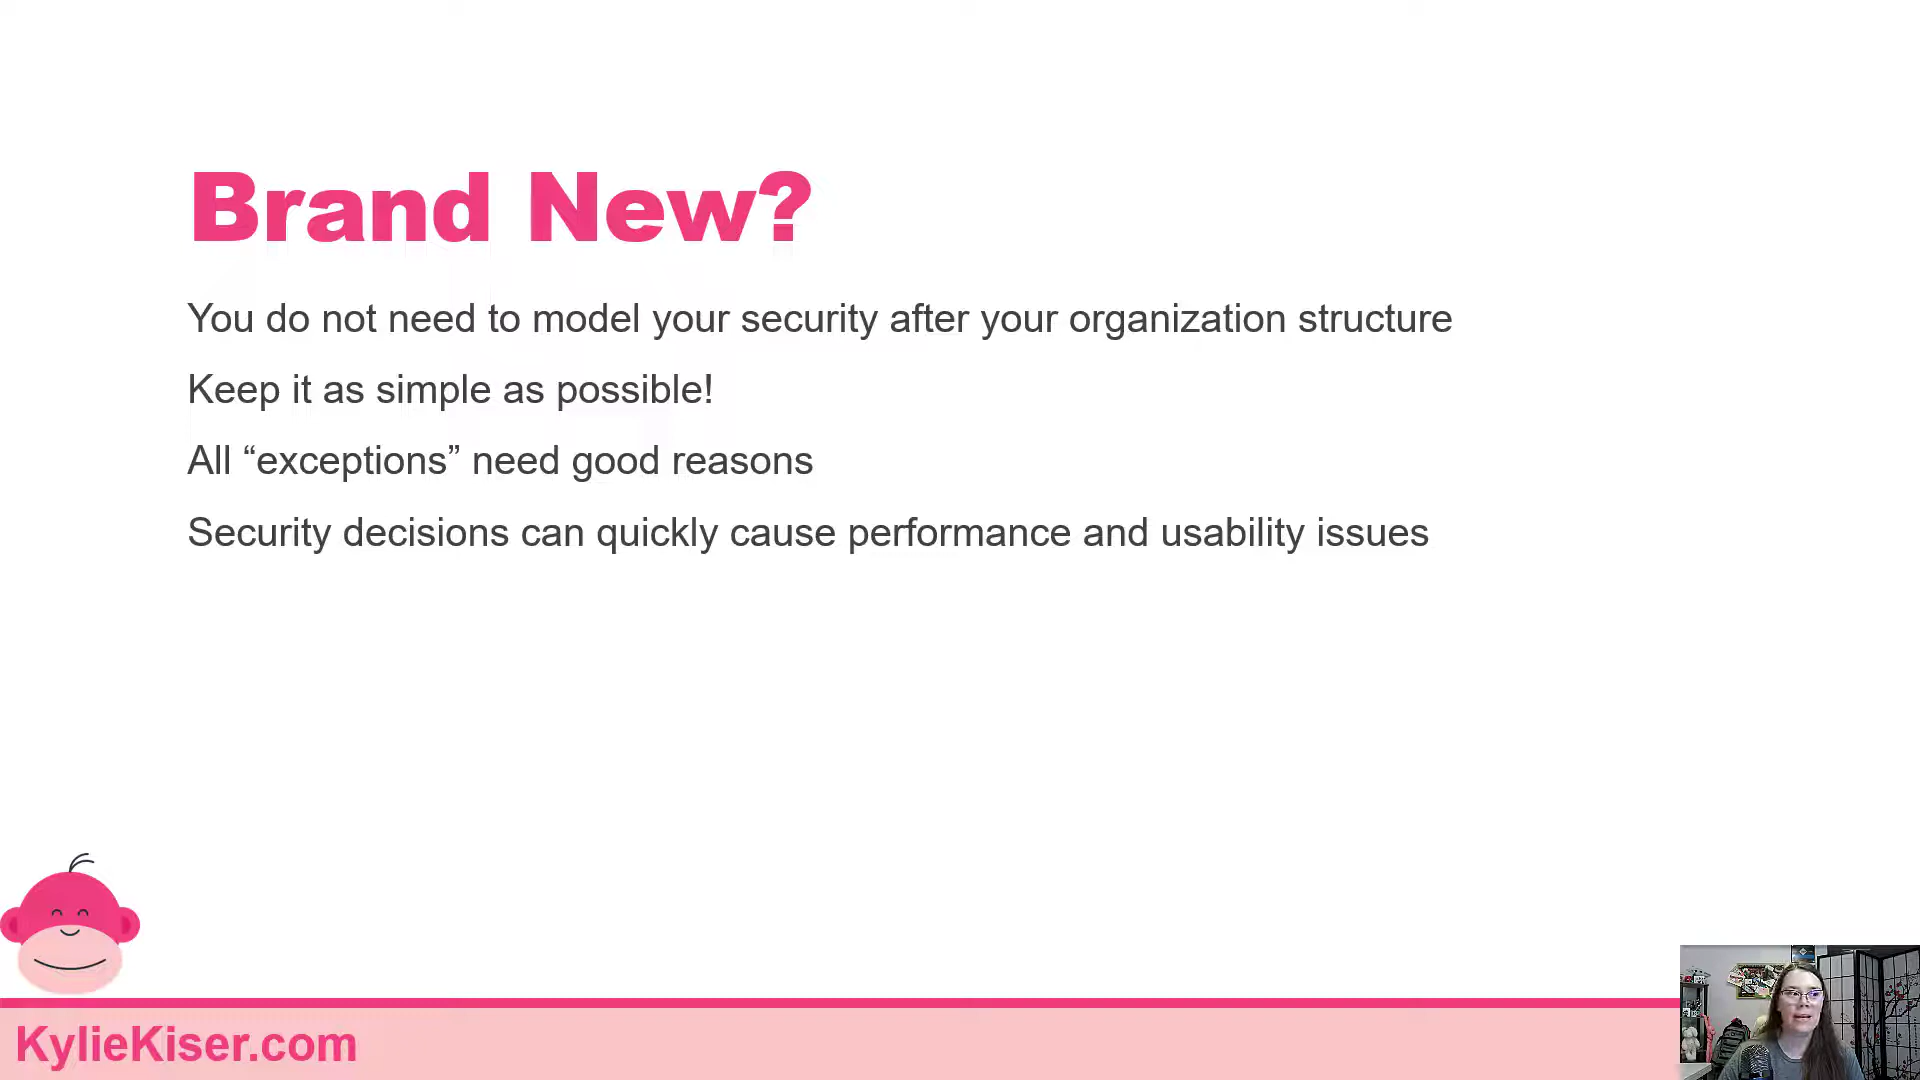 Brand New?
You do not need to model your security after your organization structure
Keep it as simple as possible!
All “exceptions” need good reasons
Security decisions can quickly cause performance and usability issues
KylieKiser.com